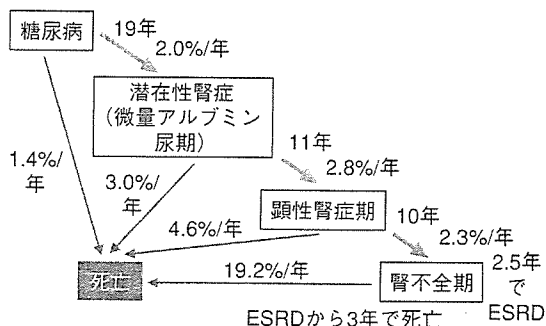 糖尿病
19年
2.0%/年
潜在性腎症
(微量アルブミン
尿期)
1.4%/
年
3.0%/
年
11年
2.8%/年
顕性腎症期
4.6%/年
10年
2.3%/年
2.5年
で
ESRD
死亡
19.2%/年
腎不全期
ESRDから3年で死亡